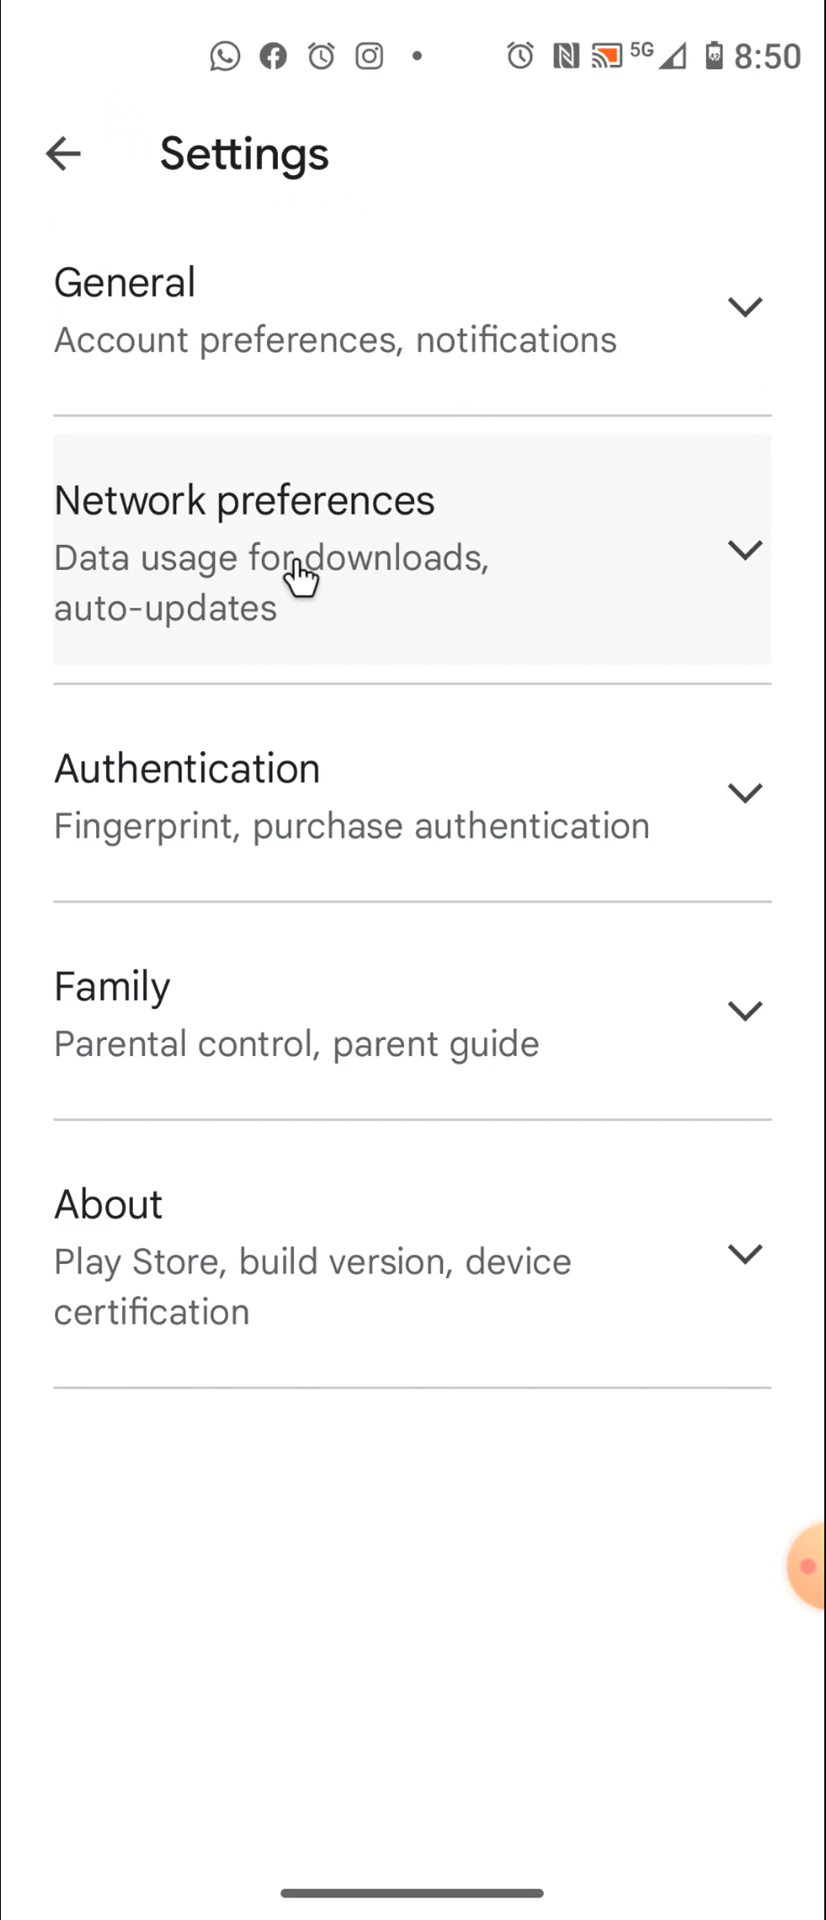 5G 8:50
Settings
General
Account preferences, notifications
Network preferences
Data usage for downloads,
auto-updates
Authentication
Fingerprint, purchase authentication
Family
Parental control, parent guide
About
Play Store, build version, device
certification